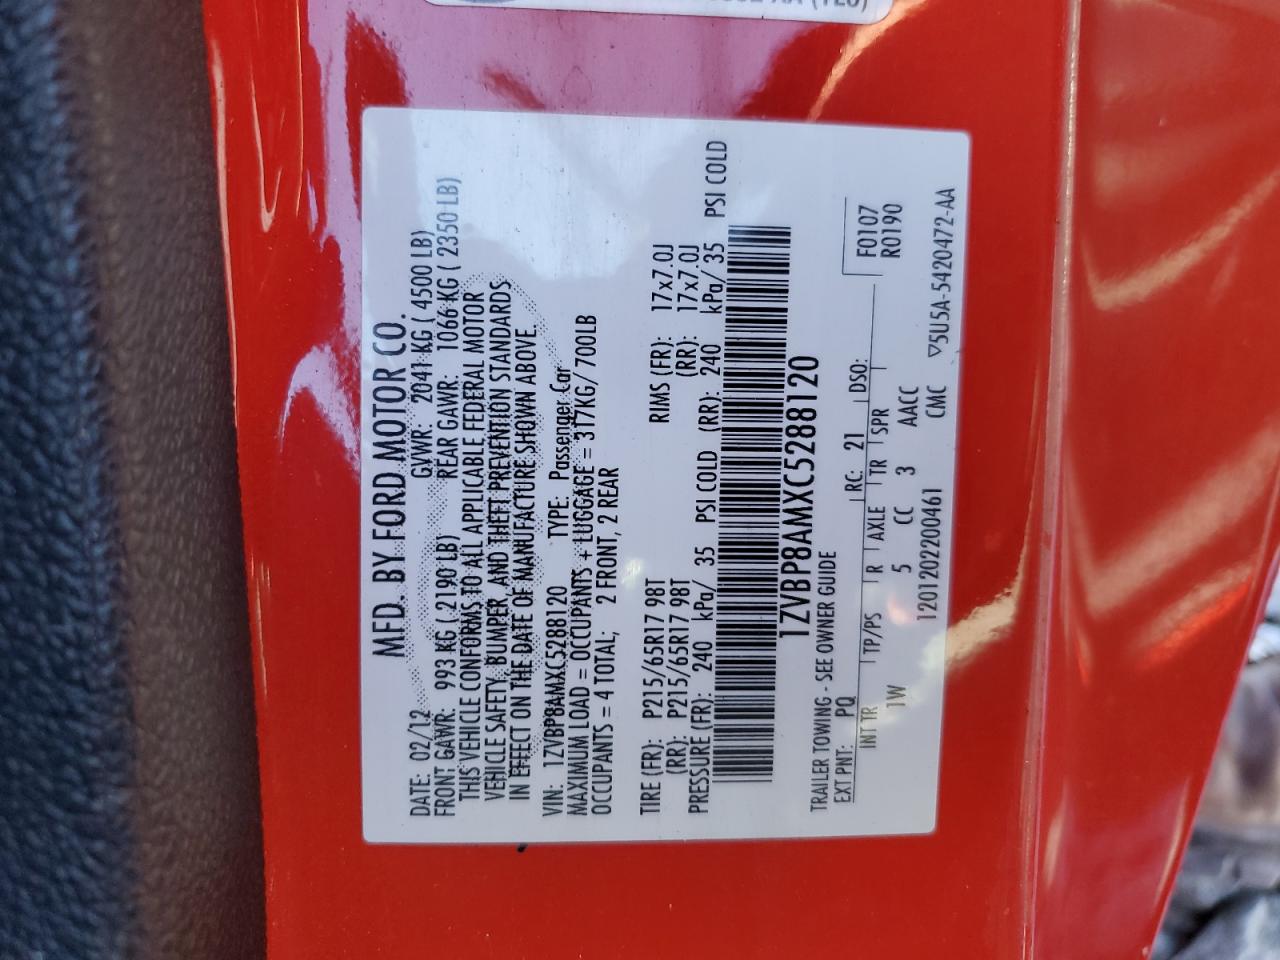 MFD. BY FORD MOTOR CO.
DATE: 02/12 GVWR: 2041 KG ( 4500 LB)
FRONT GAWR: 993 KG ( 2190 LB) REAR GAWR: 1066 KG ( 2350 LB)
THIS VEHICLE CONFORMS TO ALL APPLICABLE FEDERAL MOTOR
VEHICLE SAFETY, BUMPER, AND THEFT PREVENTION STANDARDS
IN EFFECT ON THE DATE OF MANUFACTURE SHOWN ABOVE.
VIN: 1ZVBP8AMXC5288120 TYPE: Passenger Car
MAXIMUM LOAD = OCCUPANTS + LUGGAGE = 317KG/ 700LB
OCCUPANTS = 4 TOTAL; 2 FRONT, 2 REAR
TIRE (FR): P215/65R17 98T RIMS (FR): 17x7.0J
(RR): P215/65R17 98T (RR): 17x7.0J
PRESSURE (FR): 240 kPa/ 35 PSI COLD (RR): 240 kPa/ 35 PSI COLD
1ZVBP8AMXC5288120
TRAILER TOWING - SEE OWNER GUIDE
EXT PNT: PQ RC: 21 DSO: F0107
INT TR TP/PS R AXLE TR SPR R0190
1W 5 CC 3 AACC
1201202200461 CMC ▽5U5A-5420472-AA